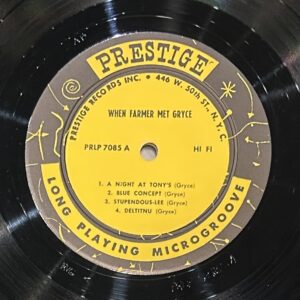 PRESTIGE
PRESTIGE RECORDS INC. • 446 W. 50th ST., N.Y.C.
WHEN FARMER MET GRYCE
PRLP 7085 A HI FI
1. A NIGHT AT TONY'S (Gryce)
2. BLUE CONCEPT (Gryce)
3. STUPENDOUS-LEE (Gryce)
4. DELTITNU (Gryce)
LONG PLAYING MICROGROOVE